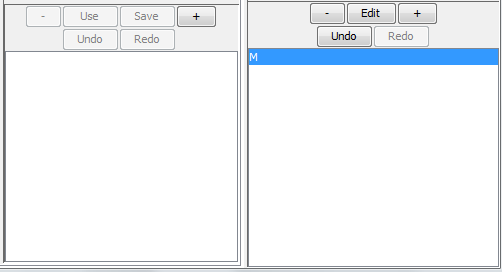 - Use Save +
Undo Redo
- Edit +
Undo Redo
M